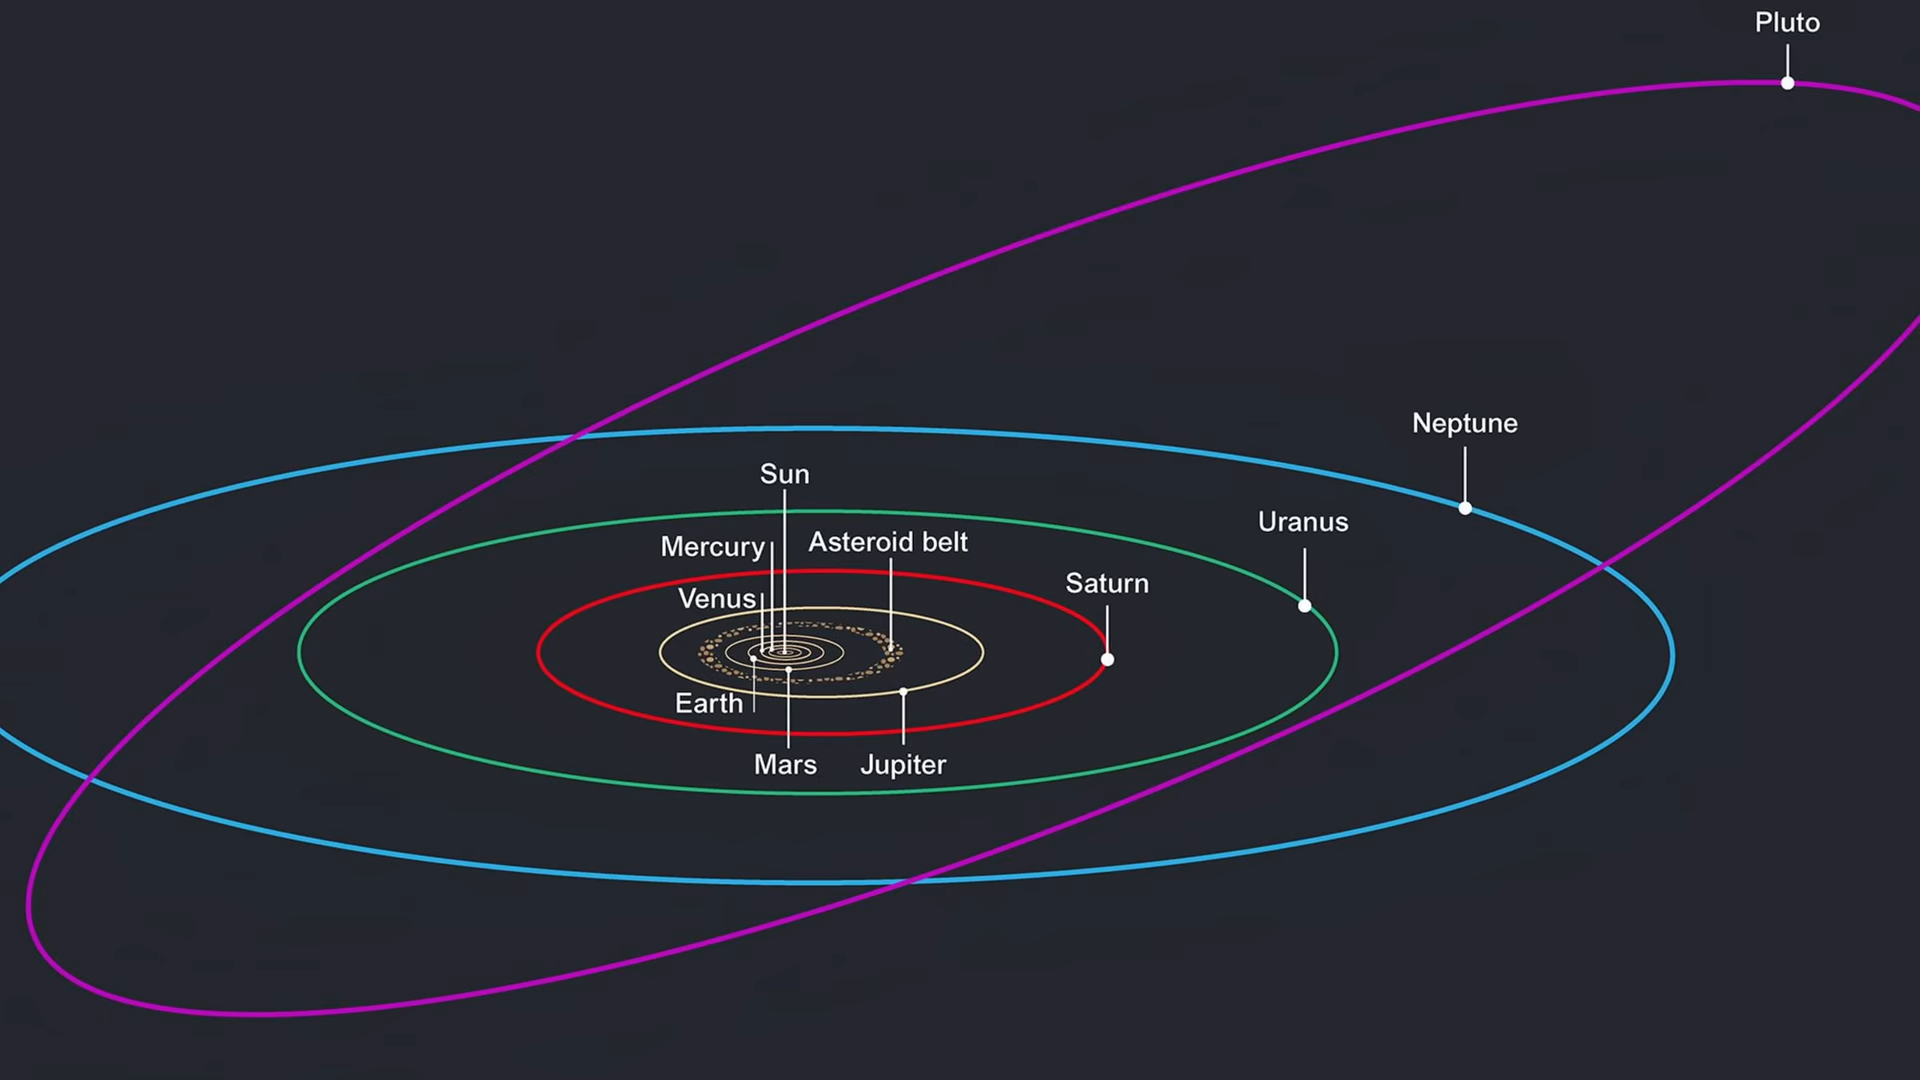 Pluto
Neptune
Sun
Uranus
Mercury
Asteroid belt
Saturn
Venus
Earth
Mars
Jupiter